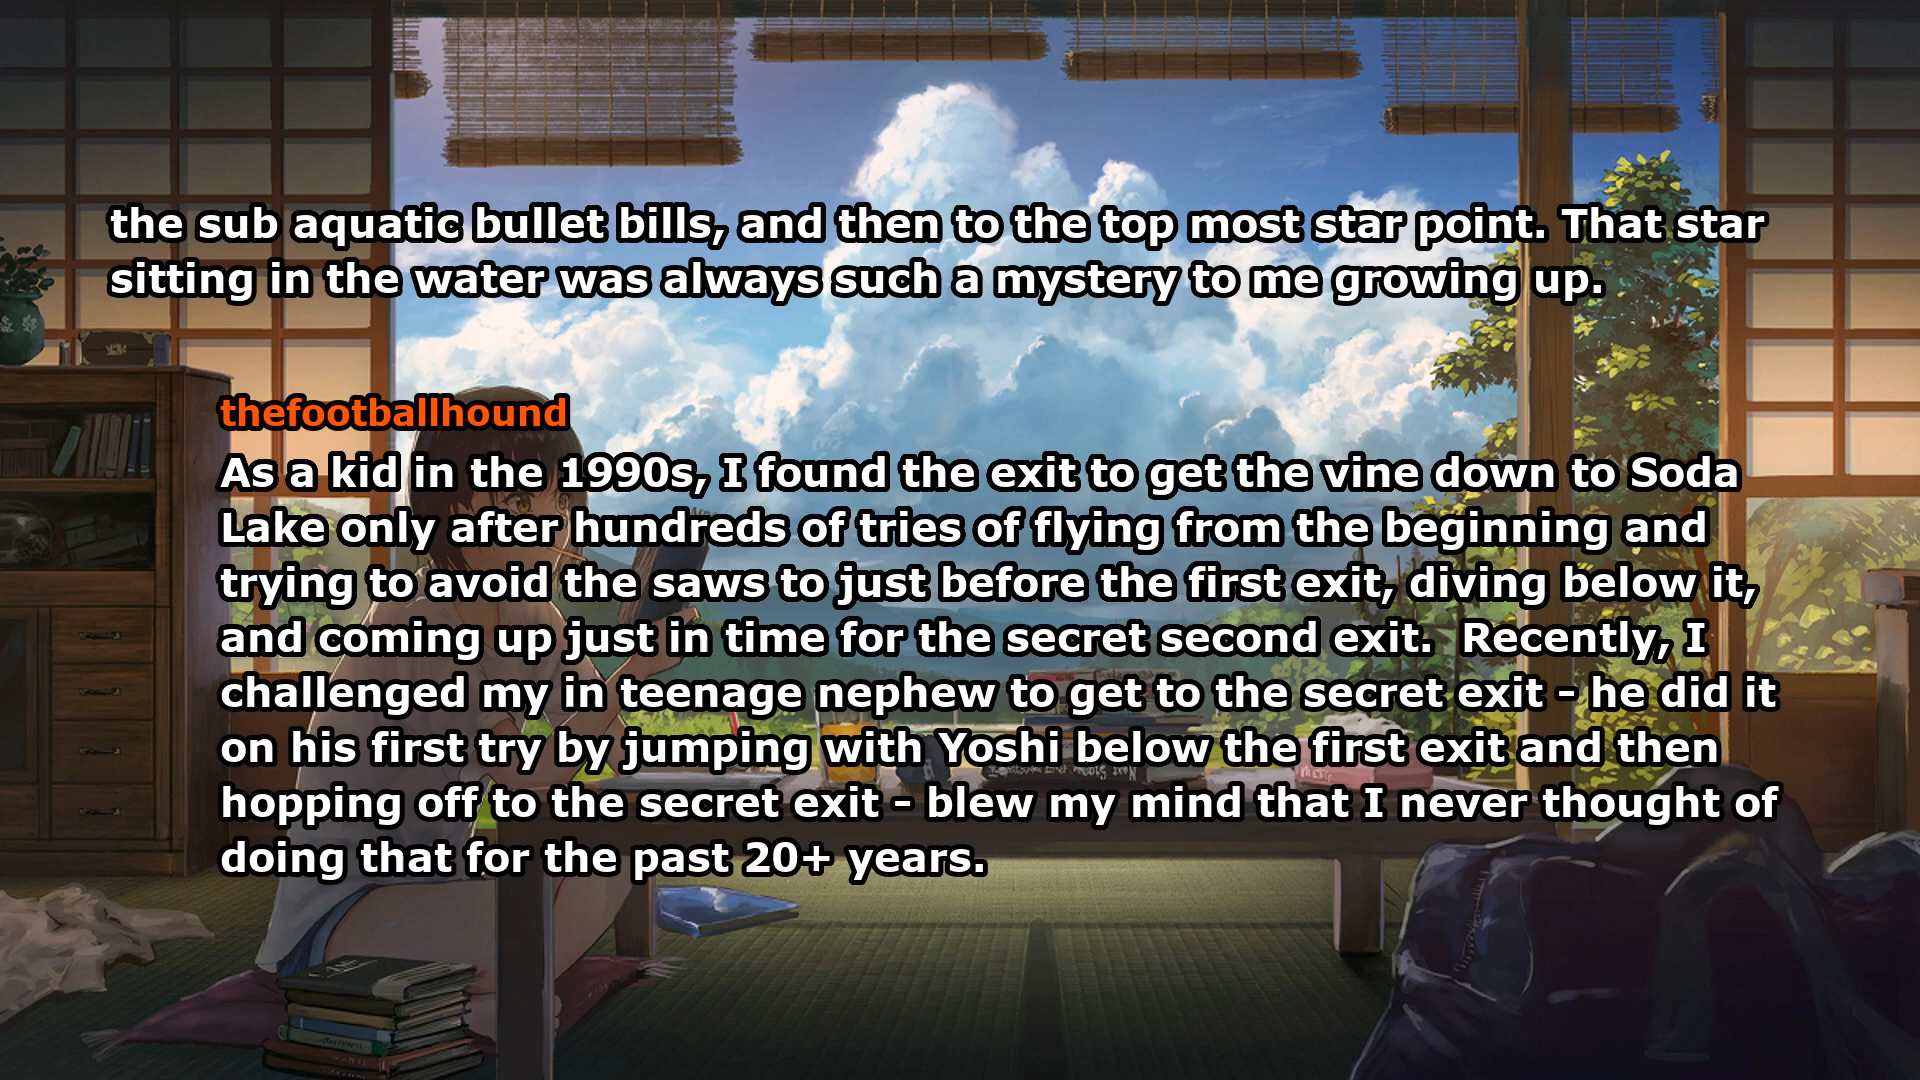 the sub aquatic bullet bills, and then to the top most star point. That star
sitting in the water was always such a mystery to me growing up.
thefootballhound
As a kid in the 1990s, I found the exit to get the vine down to Soda
Lake only after hundreds of tries of flying from the beginning and
trying to avoid the saws to just before the first exit, diving below it,
and coming up just in time for the secret second exit.  Recently, I
challenged my in teenage nephew to get to the secret exit - he did it
on his first try by jumping with Yoshi below the first exit and then
hopping off to the secret exit - blew my mind that I never thought of
doing that for the past 20+ years.